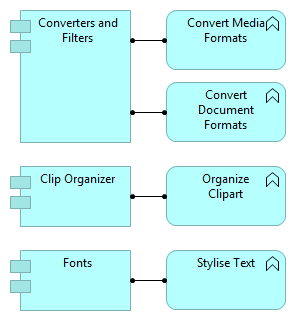 Converters and
Filters
Convert Media
Formats
Convert
Document
Formats
Clip Organizer
Organize
Clipart
Fonts
Stylise Text